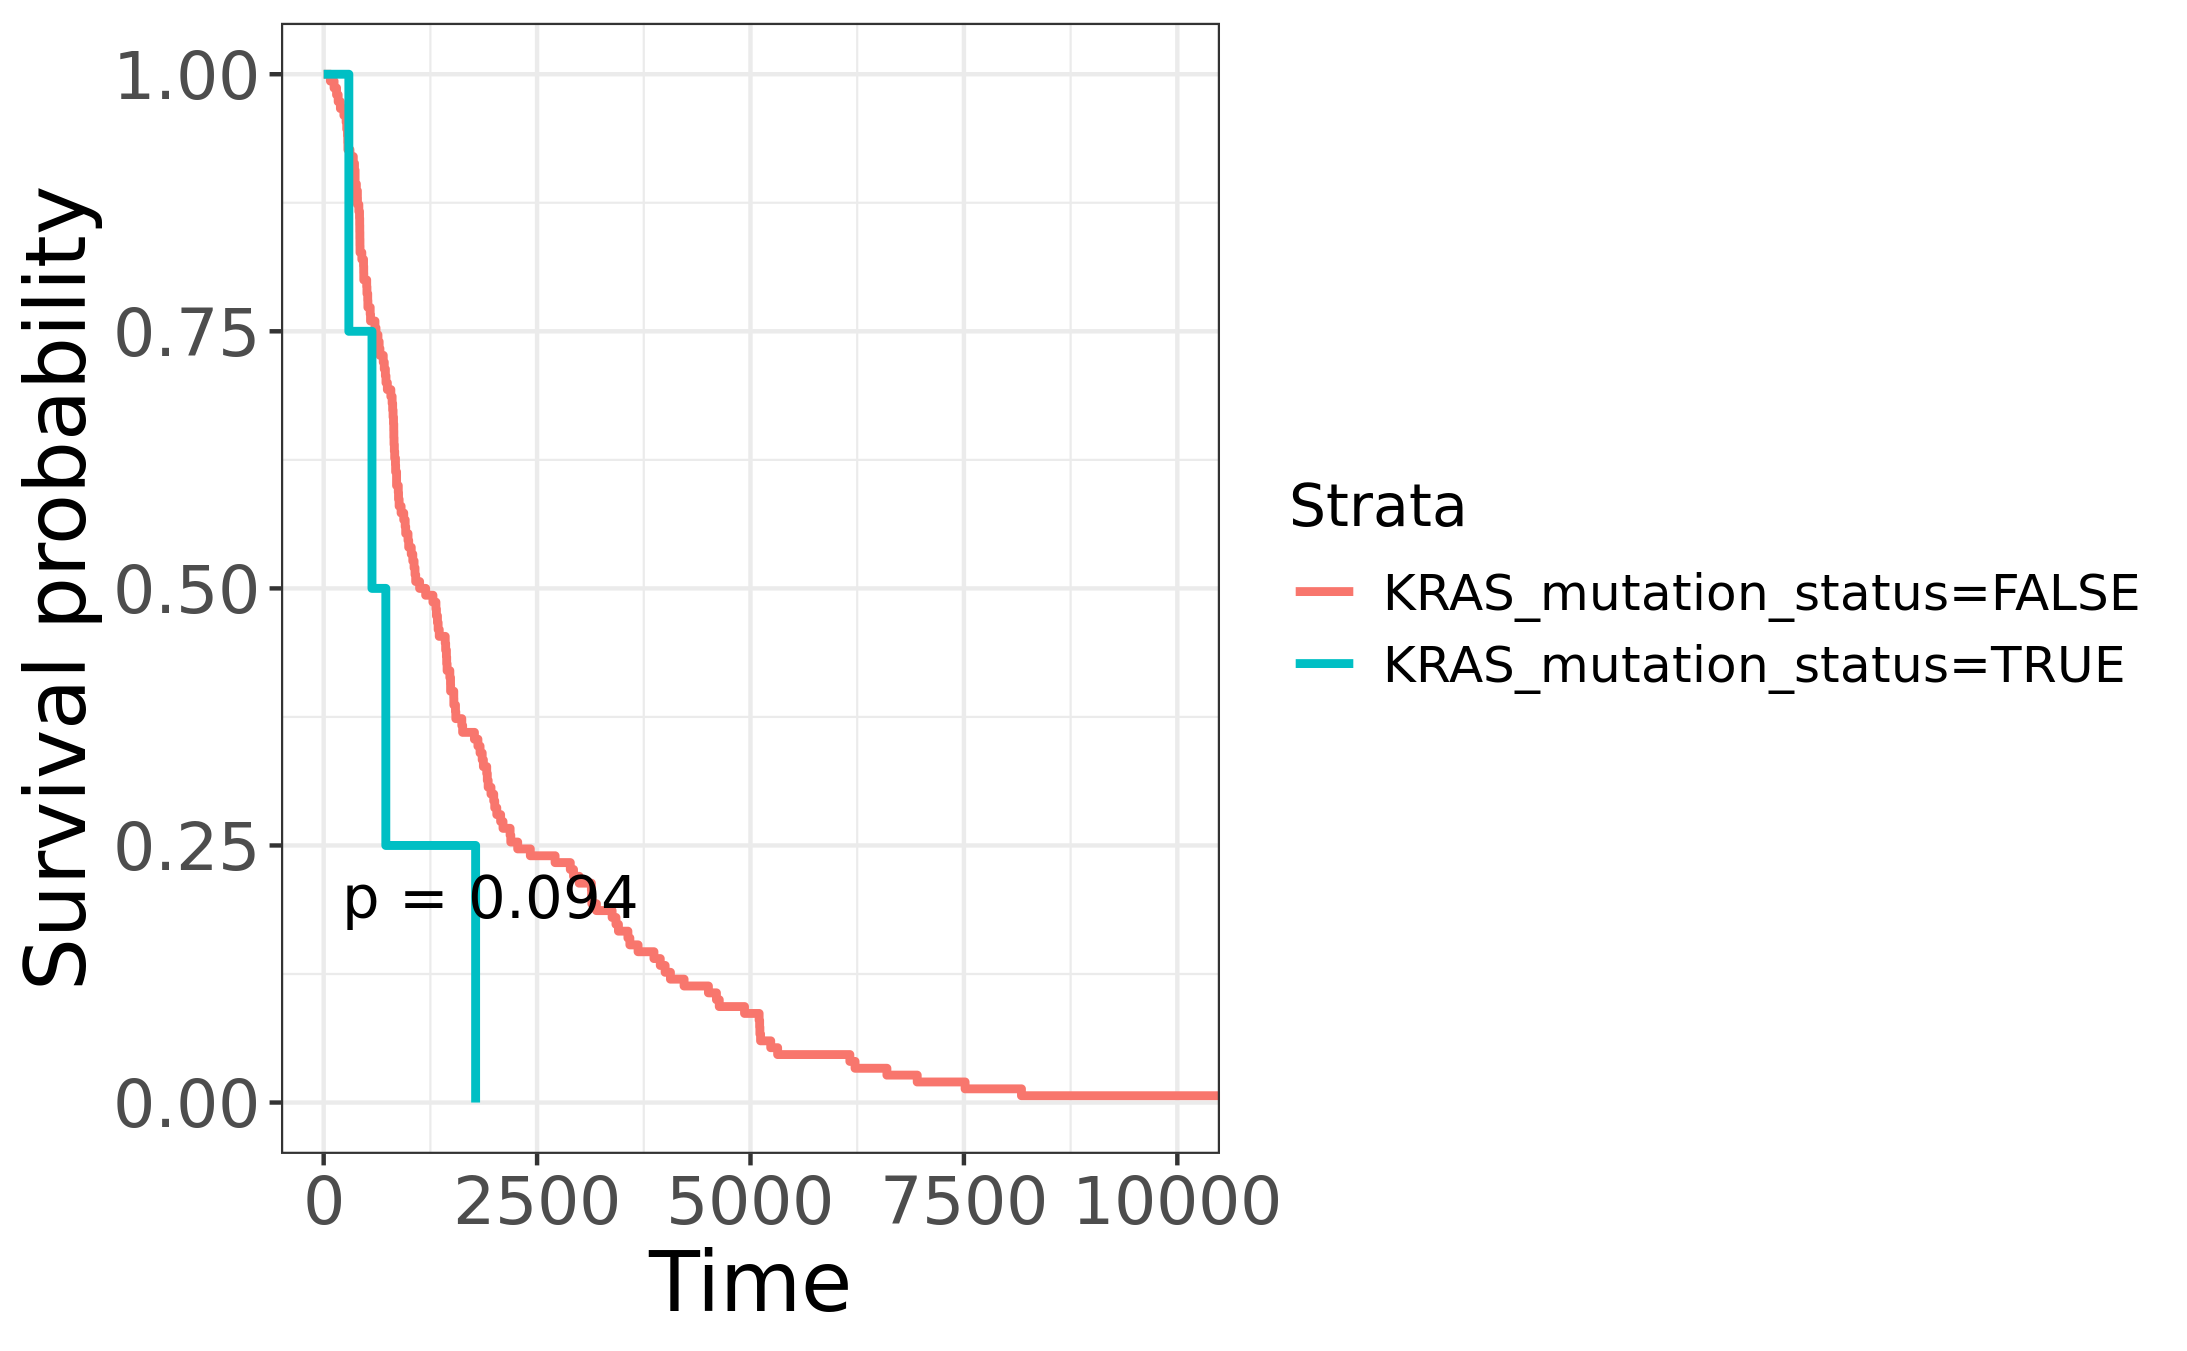 Survival probability
1.00
0.75
0.50
0.25
0.00
p = 0.094
0 2500 5000 7500 10000
Time
Strata
KRAS_mutation_status=FALSE
KRAS_mutation_status=TRUE